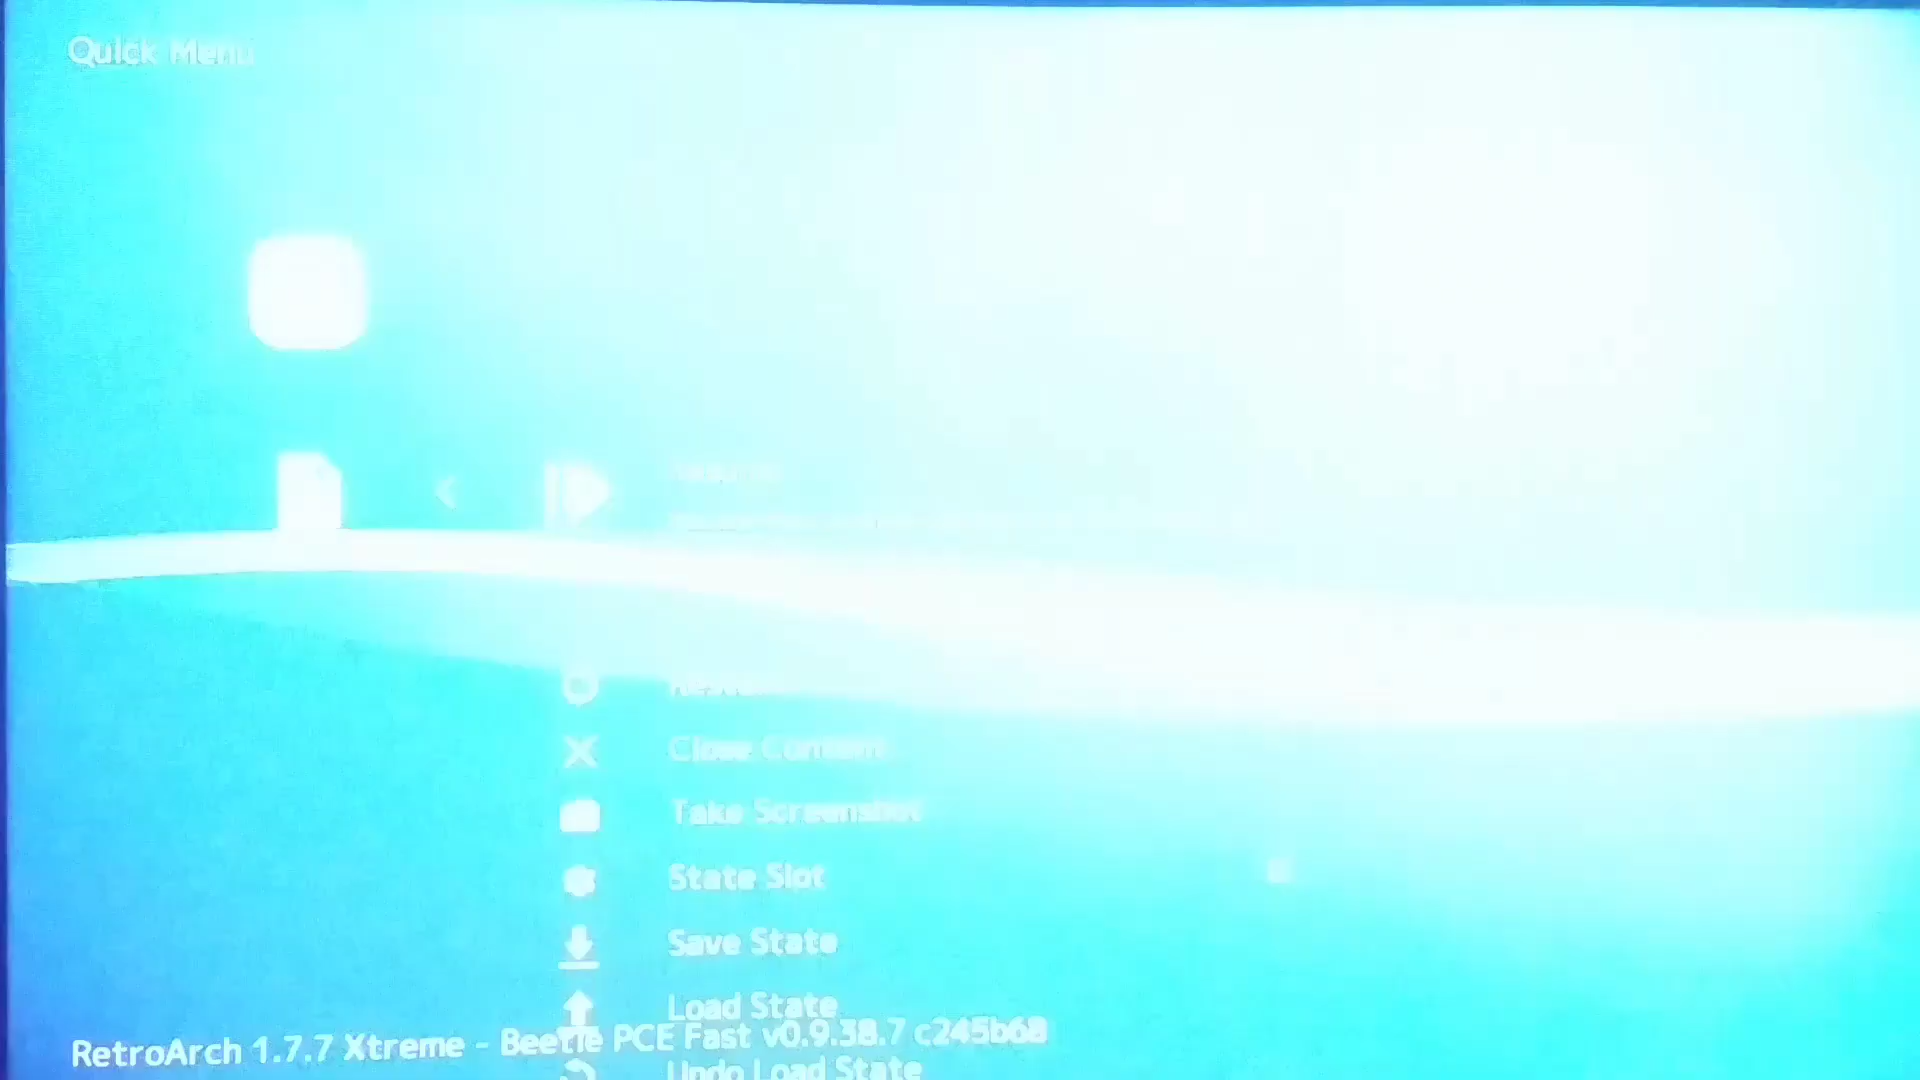 Quick Menu
Close Content
Take Screenshot
State Slot
Save State
Load State
RetroArch 1.7.7 Xtreme - Beetle PCE Fast v0.9.38.7 c245b68
Undo Load State